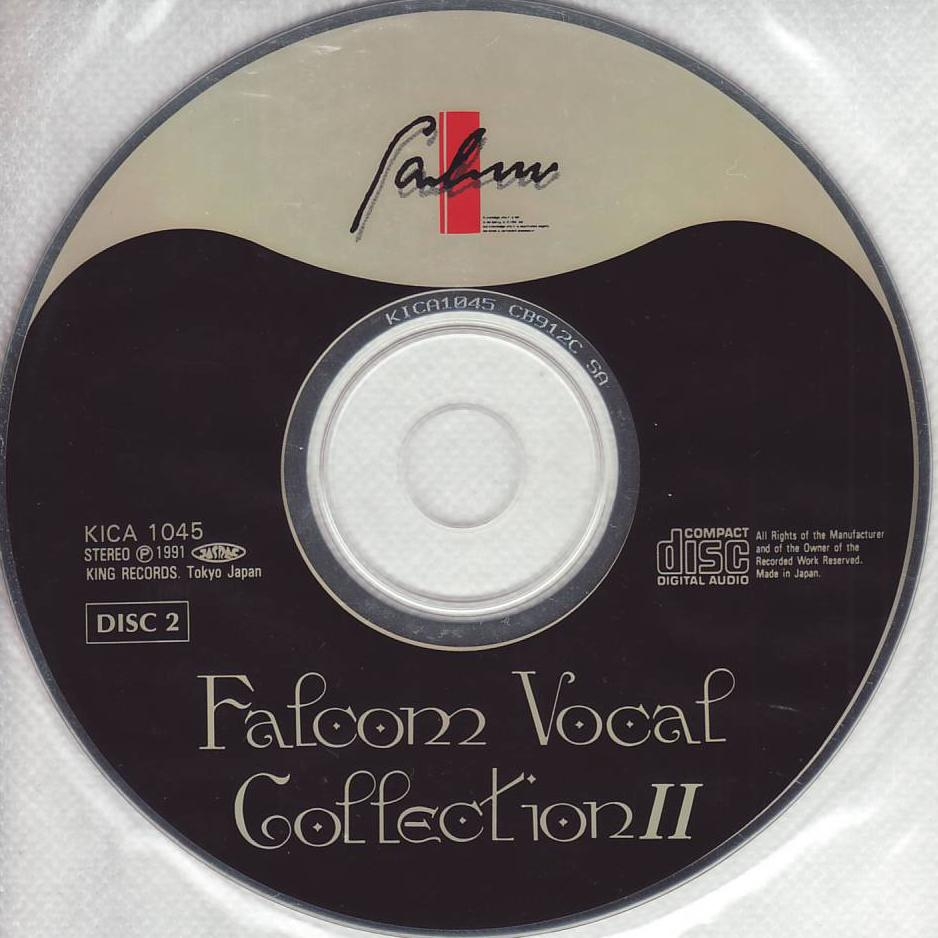 Falcom
KICA1045 CB912C SA
KICA 1045
STEREO Ⓟ 1991 JASRAC
KING RECORDS. Tokyo Japan
DISC 2
COMPACT
disc
DIGITAL AUDIO
All Rights of the Manufacturer
and of the Owner of the
Recorded Work Reserved.
Made in Japan.
Falcom Vocal
Collection II